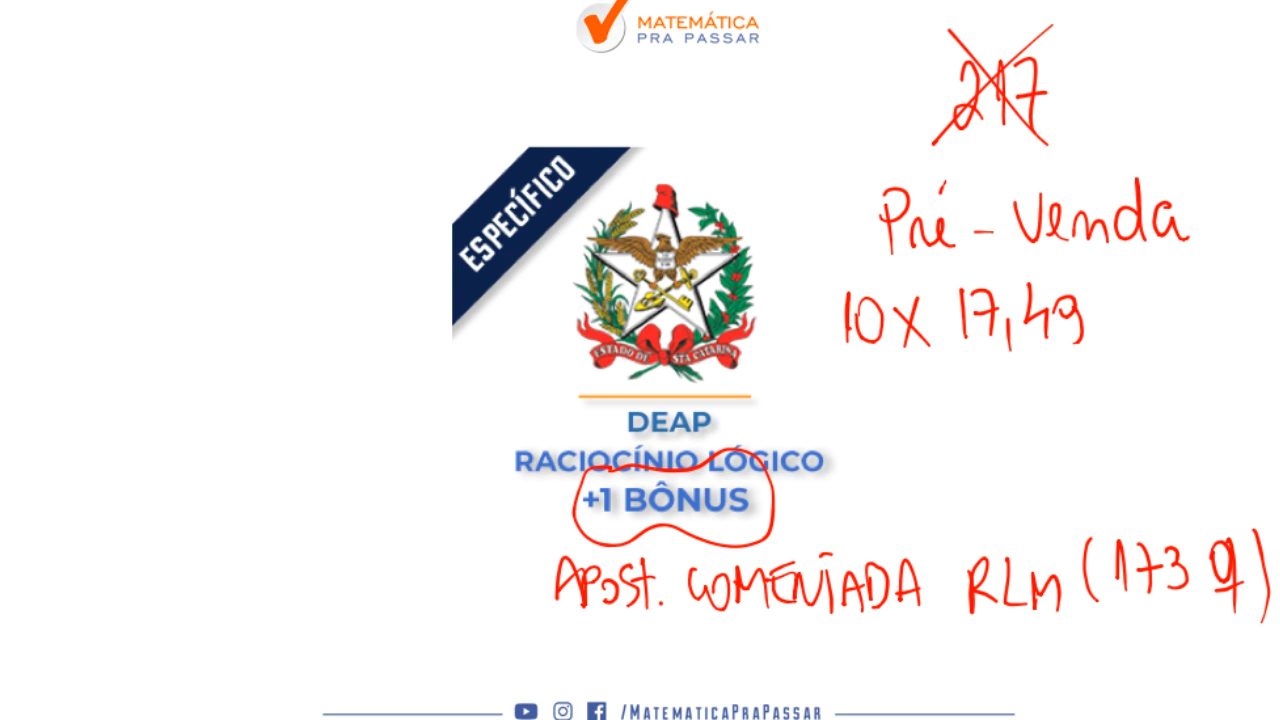 MATEMÁTICA
PRA PASSAR
217
ESPECÍFICO
Pré - Venda
10X 17,49
ESTADO DE STA CATARINA
DEAP
RACIOCÍNIO LÓGICO
+1 BÔNUS
APOST. COMENTADA RLM (173 q)
/MATEMATICAPRAPASSAR